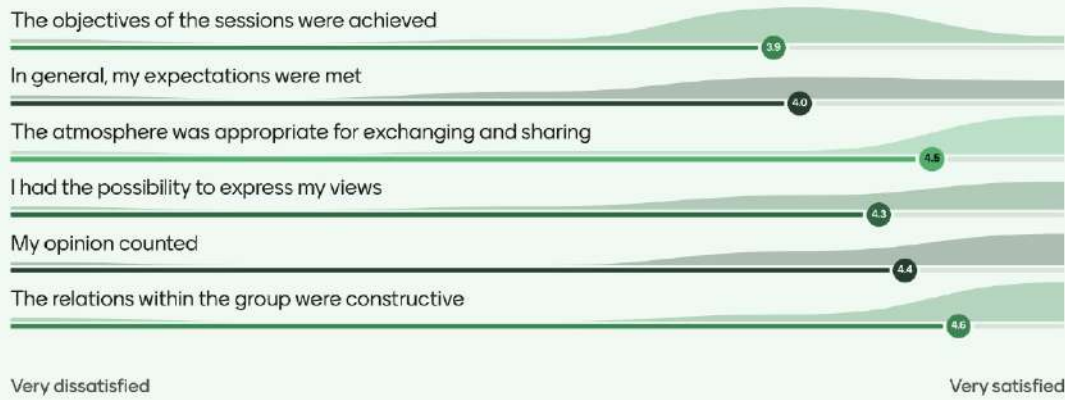 The objectives of the sessions were achieved
3.9
In general, my expectations were met
4.0
The atmosphere was appropriate for exchanging and sharing
4.5
I had the possibility to express my views
4.3
My opinion counted
4.4
The relations within the group were constructive
4.6
Very dissatisfied
Very satisfied